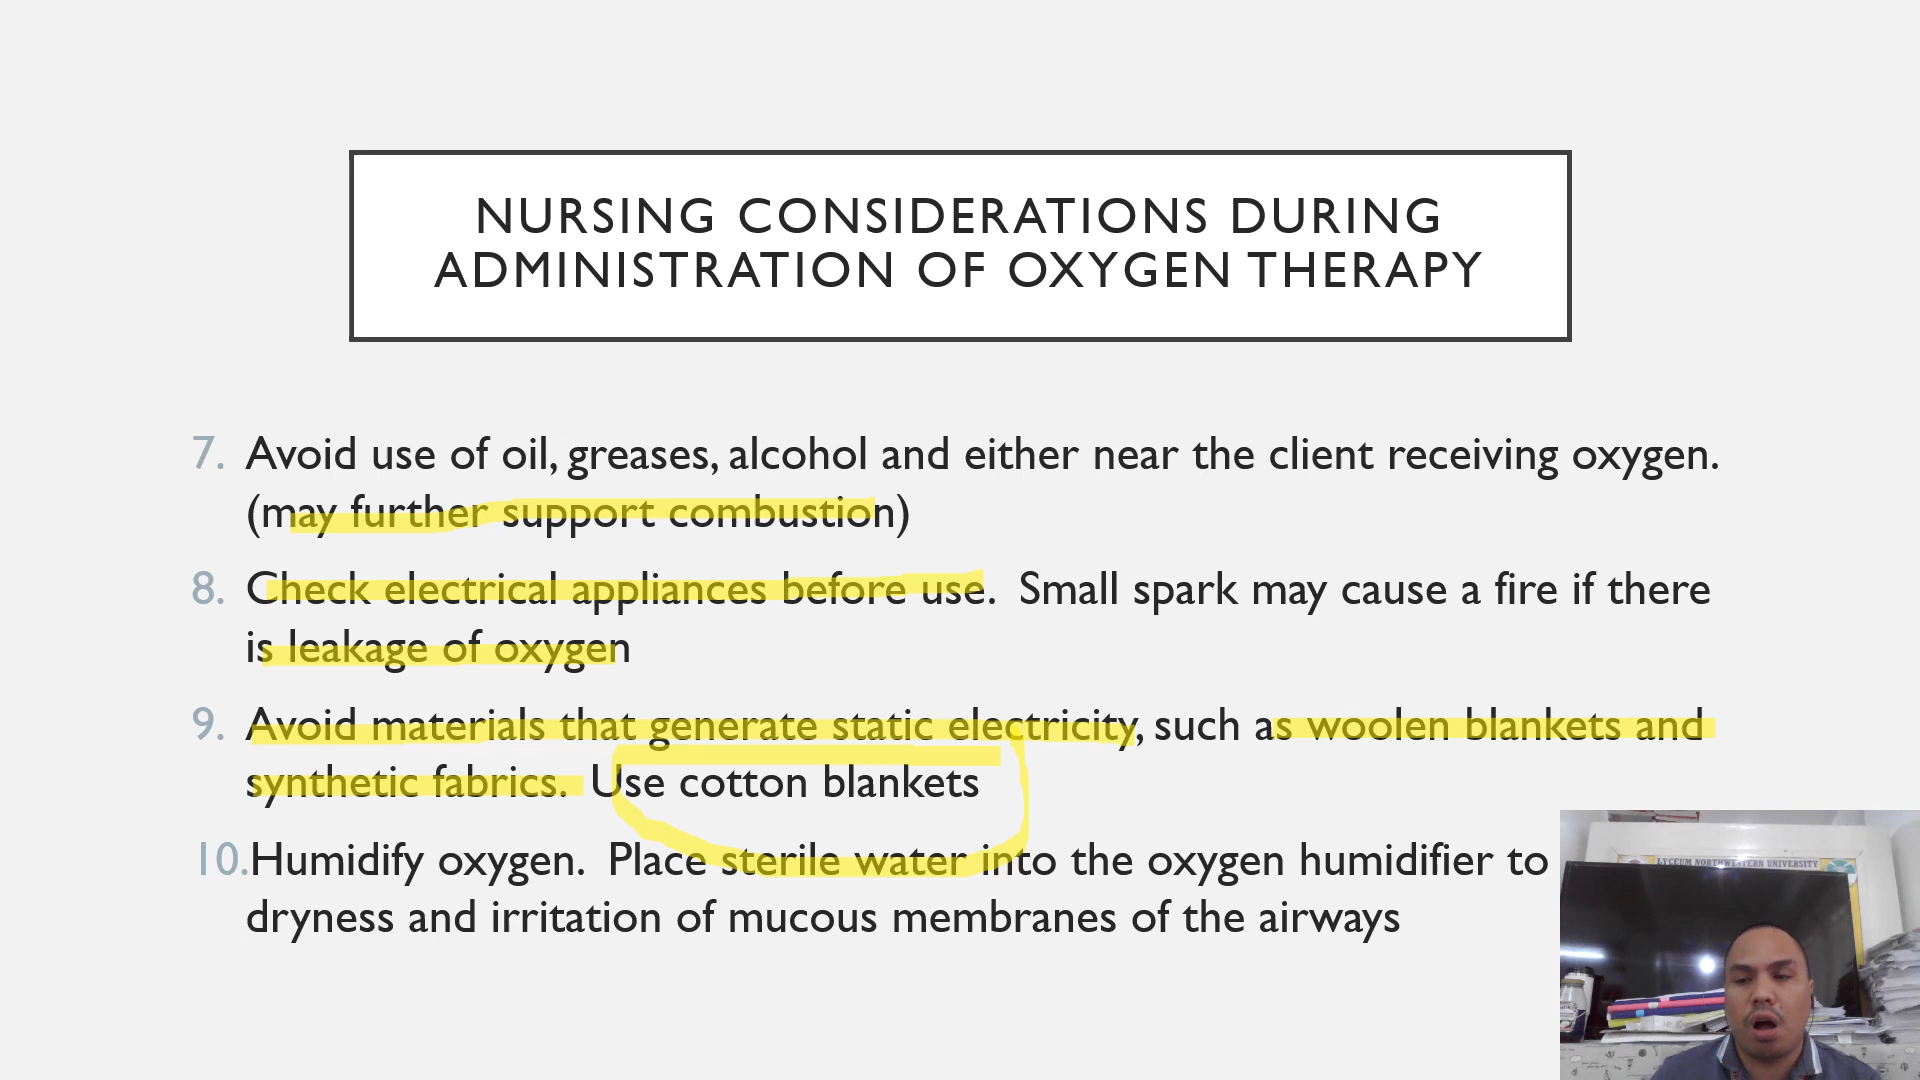 NURSING CONSIDERATIONS DURING
ADMINISTRATION OF OXYGEN THERAPY
7. Avoid use of oil, greases, alcohol and either near the client receiving oxygen.
(may further support combustion)
8. Check electrical appliances before use. Small spark may cause a fire if there
is leakage of oxygen
9. Avoid materials that generate static electricity, such as woolen blankets and
synthetic fabrics. Use cotton blankets
10. Humidify oxygen. Place sterile water into the oxygen humidifier to
dryness and irritation of mucous membranes of the airways
LYCEUM NORTHWESTERN UNIVERSITY